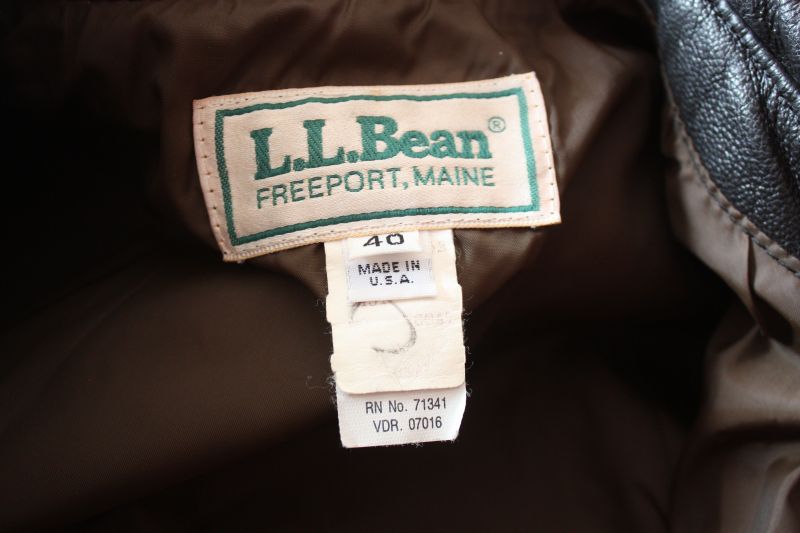 L.L.Bean®
FREEPORT, MAINE
40
MADE IN
U.S.A.
RN No. 71341
VDR. 07016